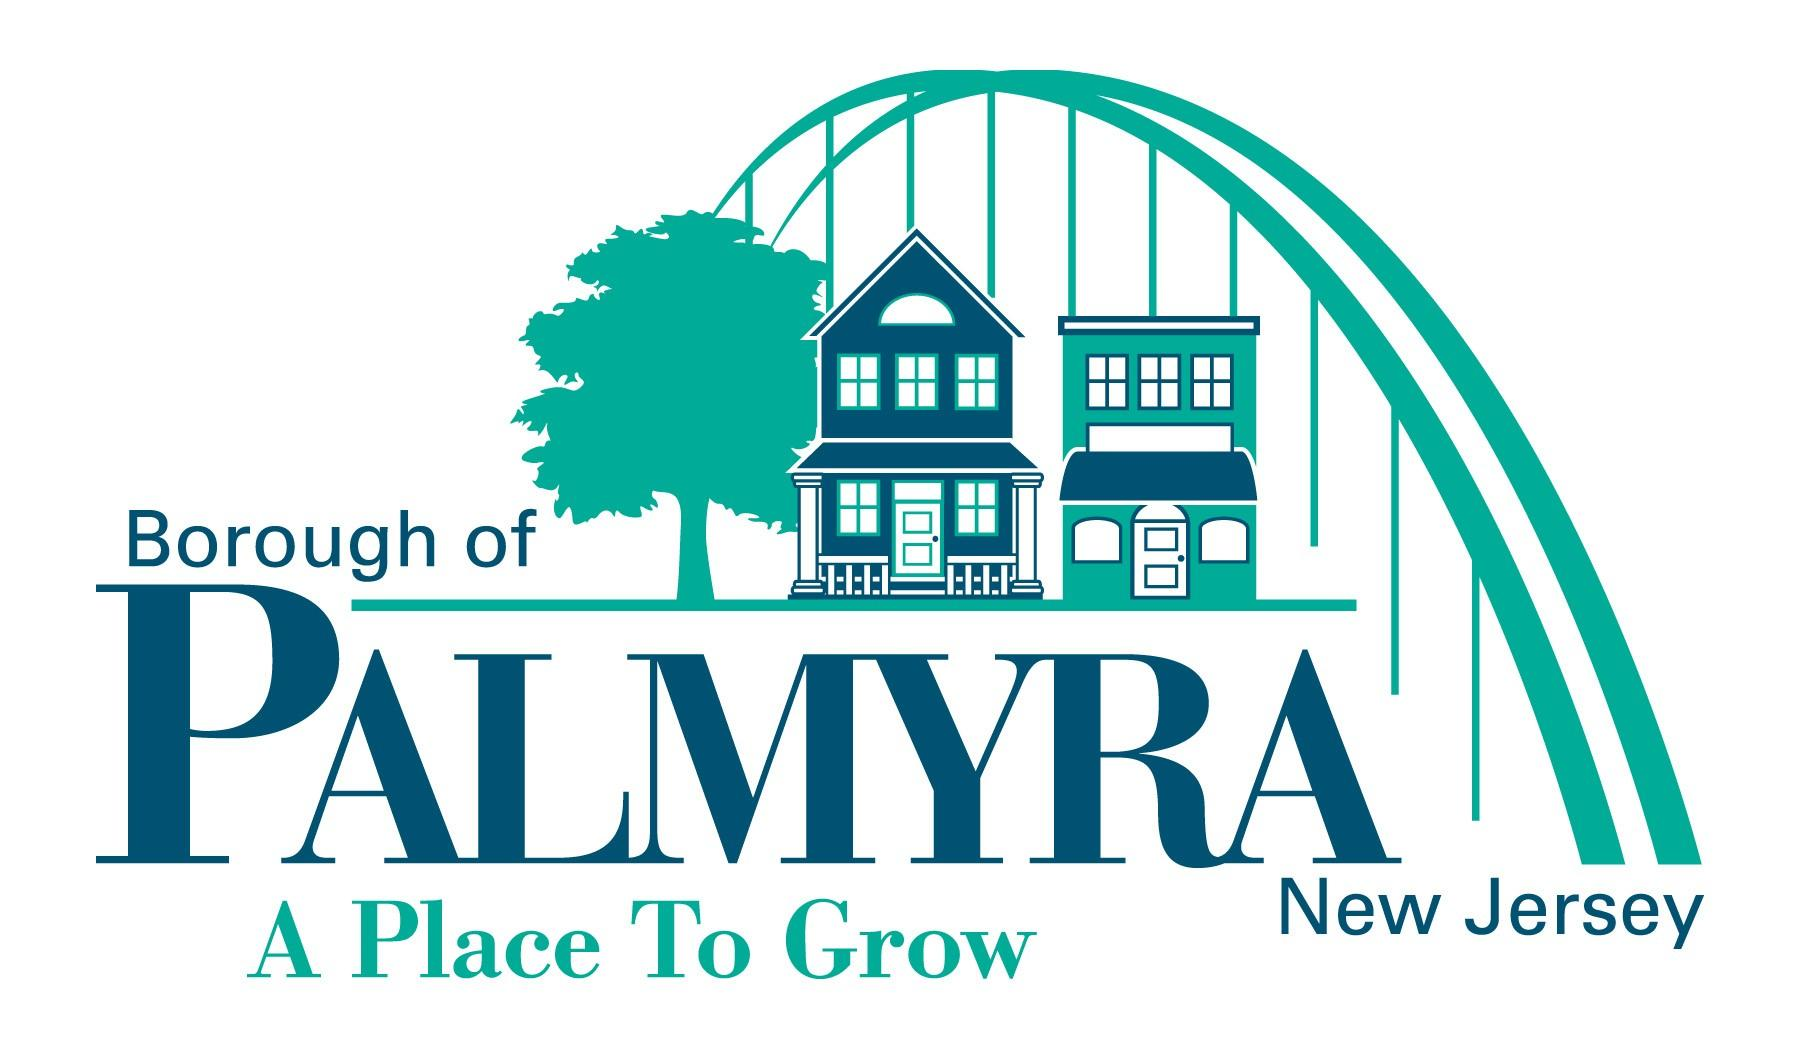 Borough of
PALMYRA
New Jersey
A Place To Grow